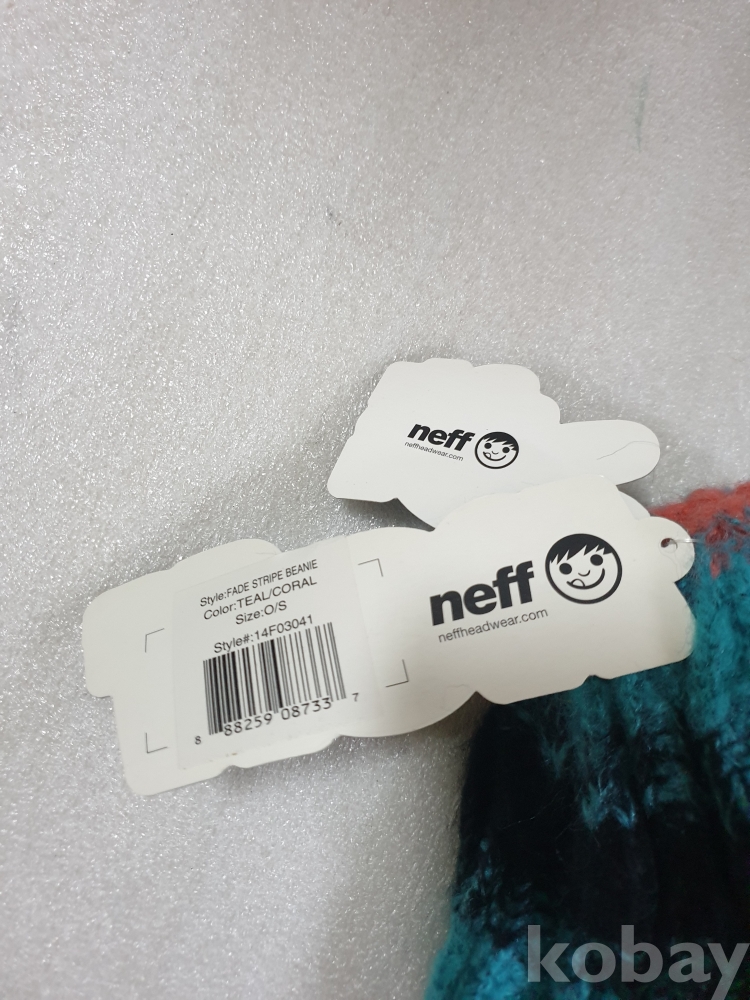 neff
neffheadwear.com
neff
neffheadwear.com
Style:FADE STRIPE BEANIE
Color:TEAL/CORAL
Size:O/S
Style#:14F03041
8 88259 08733 7
kobay